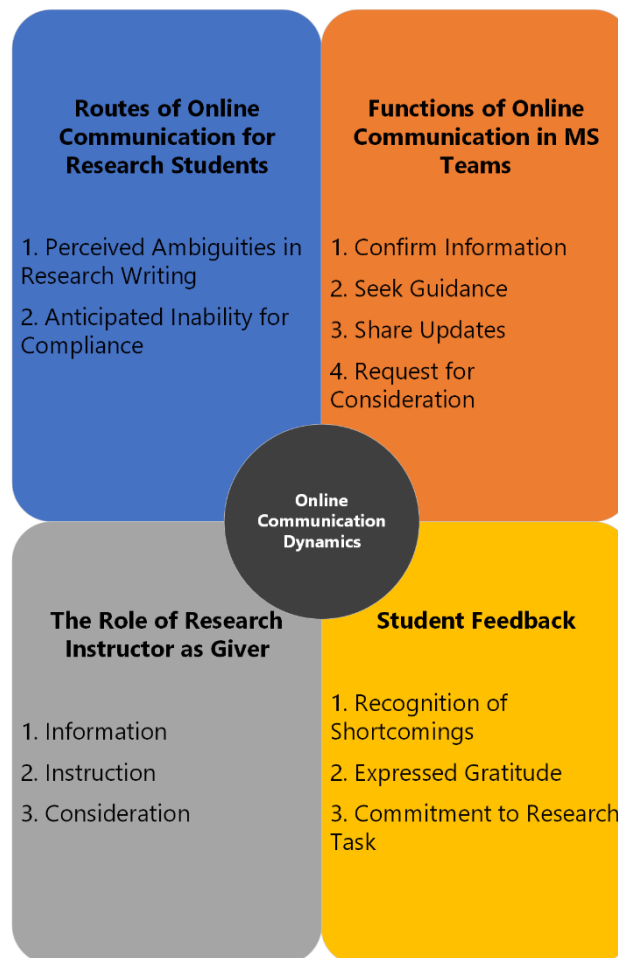 Routes of Online
Communication for
Research Students
1. Perceived Ambiguities in
Research Writing
2. Anticipated Inability for
Compliance
Functions of Online
Communication in MS
Teams
1. Confirm Information
2. Seek Guidance
3. Share Updates
4. Request for
Consideration
Online
Communication
Dynamics
The Role of Research
Instructor as Giver
1. Information
2. Instruction
3. Consideration
Student Feedback
1. Recognition of
Shortcomings
2. Expressed Gratitude
3. Commitment to Research
Task